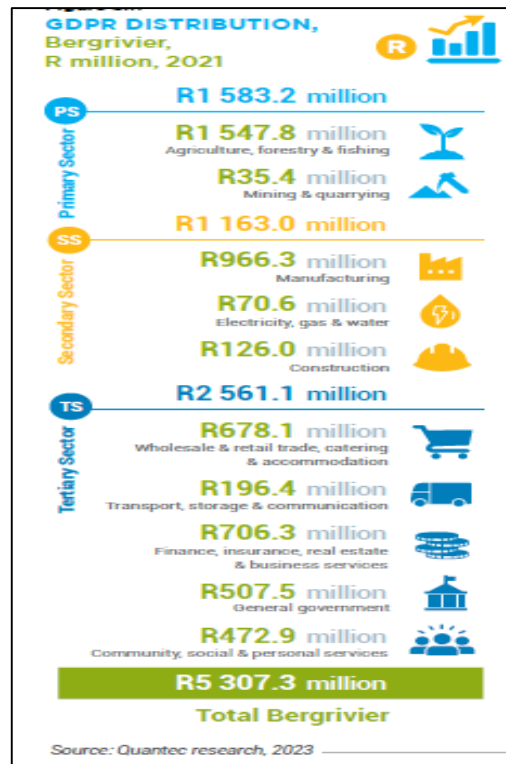 GDPR DISTRIBUTION,
Bergrivier,
R million, 2021
R
PS
Primary Sector
R1 583.2 million
R1 547.8 million
Agriculture, forestry & fishing
R35.4 million
Mining & quarrying
SS
Secondary Sector
R1 163.0 million
R966.3 million
Manufacturing
R70.6 million
Electricity, gas & water
R126.0 million
Construction
TS
Tertiary Sector
R2 561.1 million
R678.1 million
Wholesale & retail trade, catering
& accommodation
R196.4 million
Transport, storage & communication
R706.3 million
Finance, insurance, real estate
& business services
R507.5 million
General government
R472.9 million
Community, social & personal services
R5 307.3 million
Total Bergrivier
Source: Quantec research, 2023